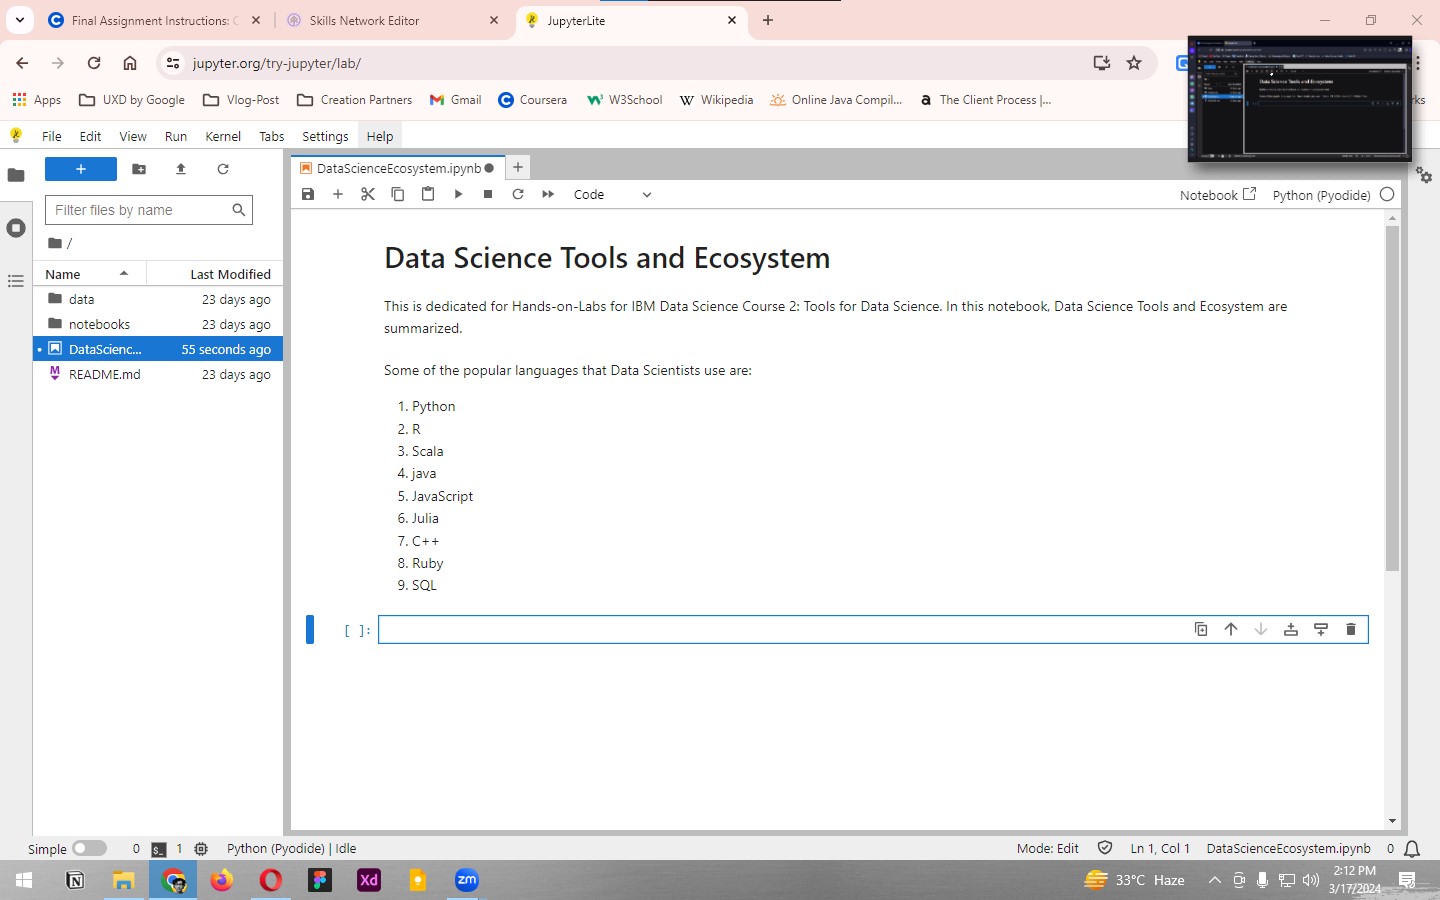 Final Assignment Instructions: C
Skills Network Editor
JupyterLite
jupyter.org/try-jupyter/lab/
Apps
UXD by Google
Vlog-Post
Creation Partners
Gmail
Coursera
W3School
Wikipedia
Online Java Compil...
The Client Process |...
File Edit View Run Kernel Tabs Settings Help
DataScienceEcosystem.ipynb
Code
Notebook
Python (Pyodide)
Filter files by name
/
Name Last Modified
data 23 days ago
notebooks 23 days ago
DataScienc... 55 seconds ago
README.md 23 days ago
Data Science Tools and Ecosystem
This is dedicated for Hands-on-Labs for IBM Data Science Course 2: Tools for Data Science. In this notebook, Data Science Tools and Ecosystem are
summarized.
Some of the popular languages that Data Scientists use are:
1. Python
2. R
3. Scala
4. java
5. JavaScript
6. Julia
7. C++
8. Ruby
9. SQL
[ ]:
Simple 0 1 Python (Pyodide) | Idle Mode: Edit Ln 1, Col 1 DataScienceEcosystem.ipynb 0
33°C Haze
2:12 PM
3/17/2024
Xd
zm